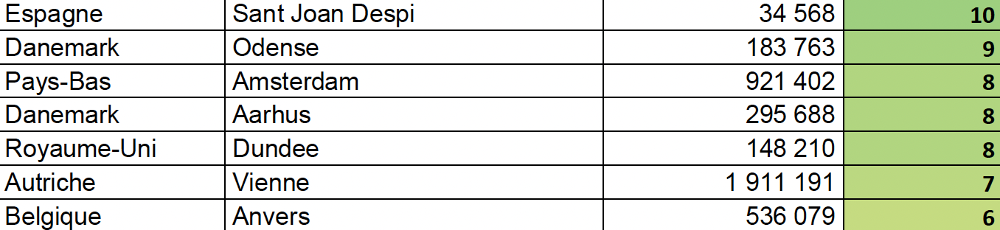 Espagne Sant Joan Despi 34 568 10
Danemark Odense 183 763 9
Pays-Bas Amsterdam 921 402 8
Danemark Aarhus 295 688 8
Royaume-Uni Dundee 148 210 8
Autriche Vienne 1 911 191 7
Belgique Anvers 536 079 6